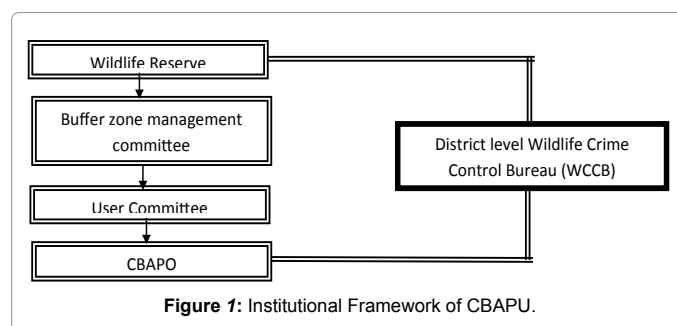 Wildlife Reserve
Buffer zone management
committee
User Committee
CBAPO
District level Wildlife Crime
Control Bureau (WCCB)
Figure 1: Institutional Framework of CBAPU.